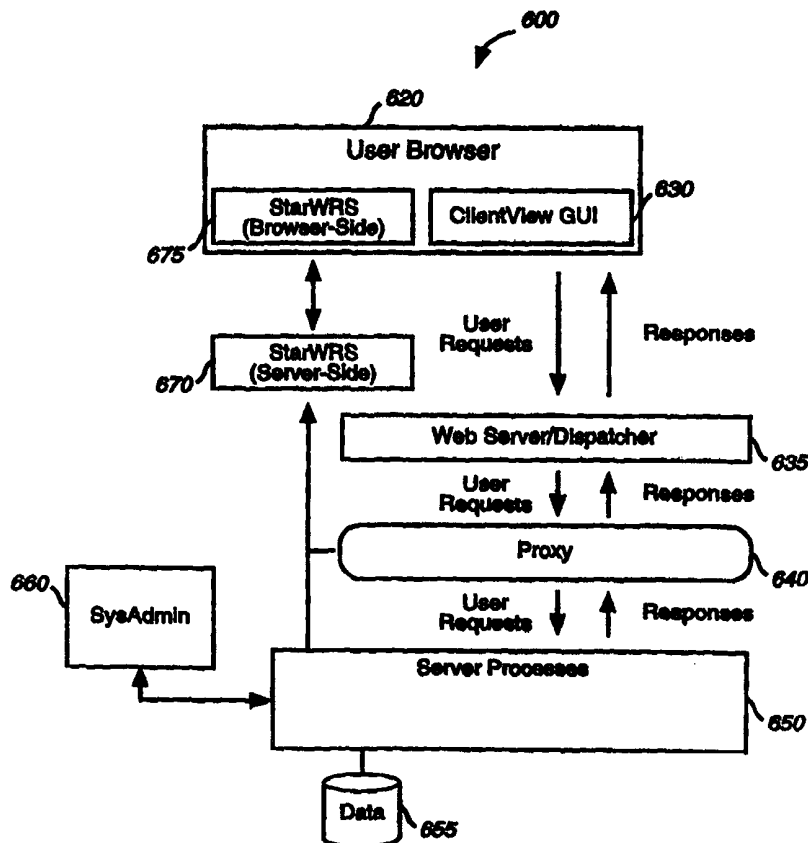 600
620
User Browser
StarWRS
(Browser-Side)
ClientView GUI
630
675
User
Requests
Responses
StarWRS
(Server-Side)
670
Web Server/Dispatcher
635
User
Requests
Responses
Proxy
640
660
SysAdmin
User
Requests
Responses
Server Processes
650
Data
655